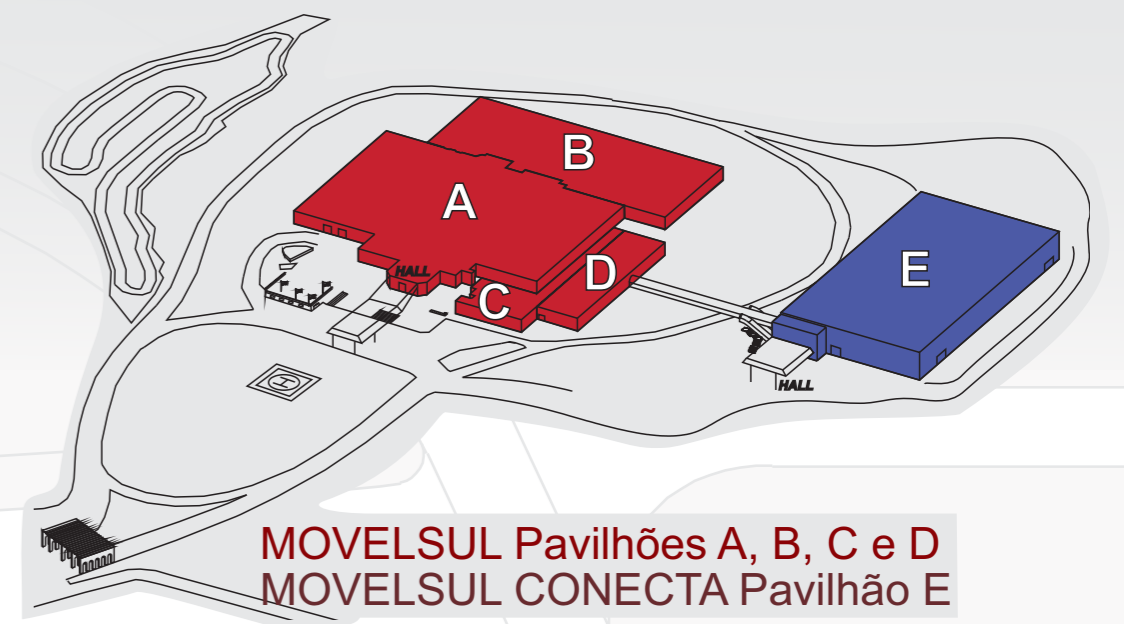 B
A
E
D
HALL
C
HALL
H
MOVELSUL Pavilhões A, B, C e D
MOVELSUL CONECTA Pavilhão E